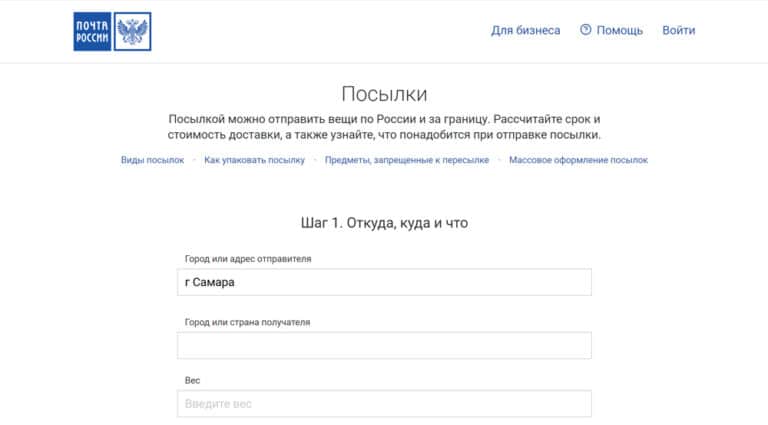 ПОЧТА
РОССИИ
Для бизнеса Помощь Войти
Посылки
Посылкой можно отправить вещи по России и за границу. Рассчитайте срок и
стоимость доставки, а также узнайте, что понадобится при отправке посылки.
Виды посылок · Как упаковать посылку · Предметы, запрещенные к пересылке · Массовое оформление посылок
Шаг 1. Откуда, куда и что
Город или адрес отправителя
г Самара
Город или страна получателя
Вес
Введите вес